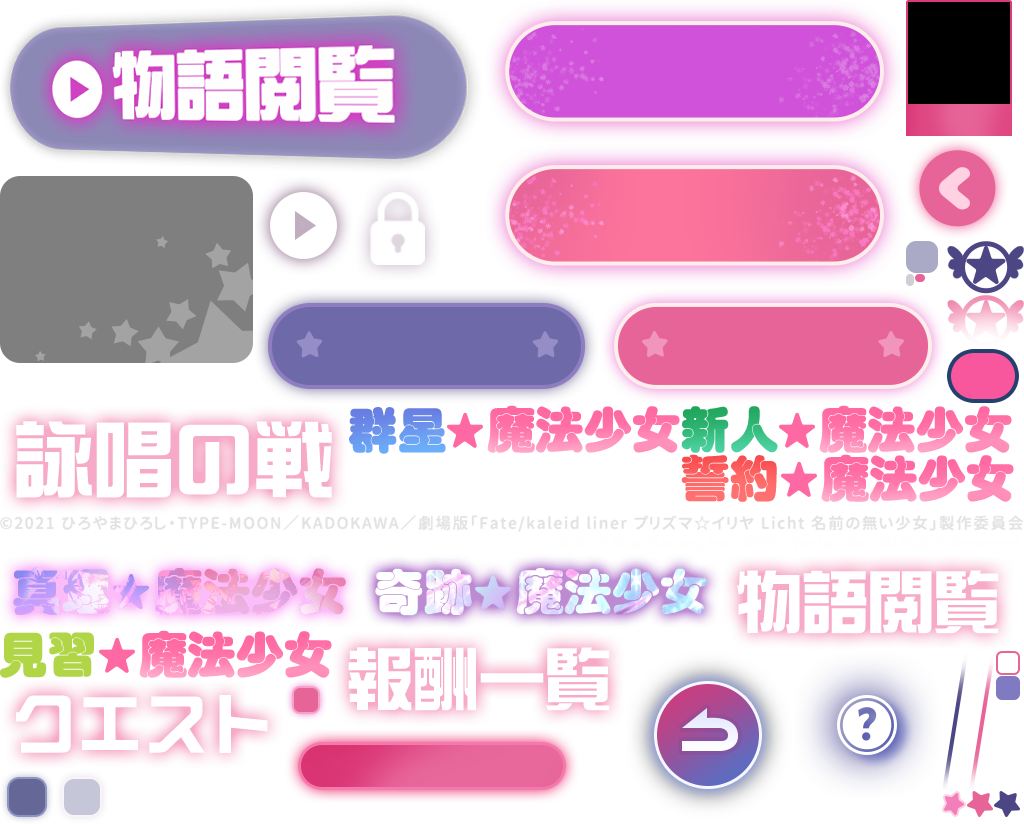 物語閲覧
詠唱の戦
群星★魔法少女
新人★魔法少女
誓約★魔法少女
©2021 ひろやまひろし・TYPE-MOON／KADOKAWA／劇場版「Fate/kaleid liner プリズマ☆イリヤ Licht 名前の無い少女」製作委員会
真極★魔法少女
奇跡★魔法少女
物語閲覧
見習★魔法少女
報酬一覧
クエスト
?